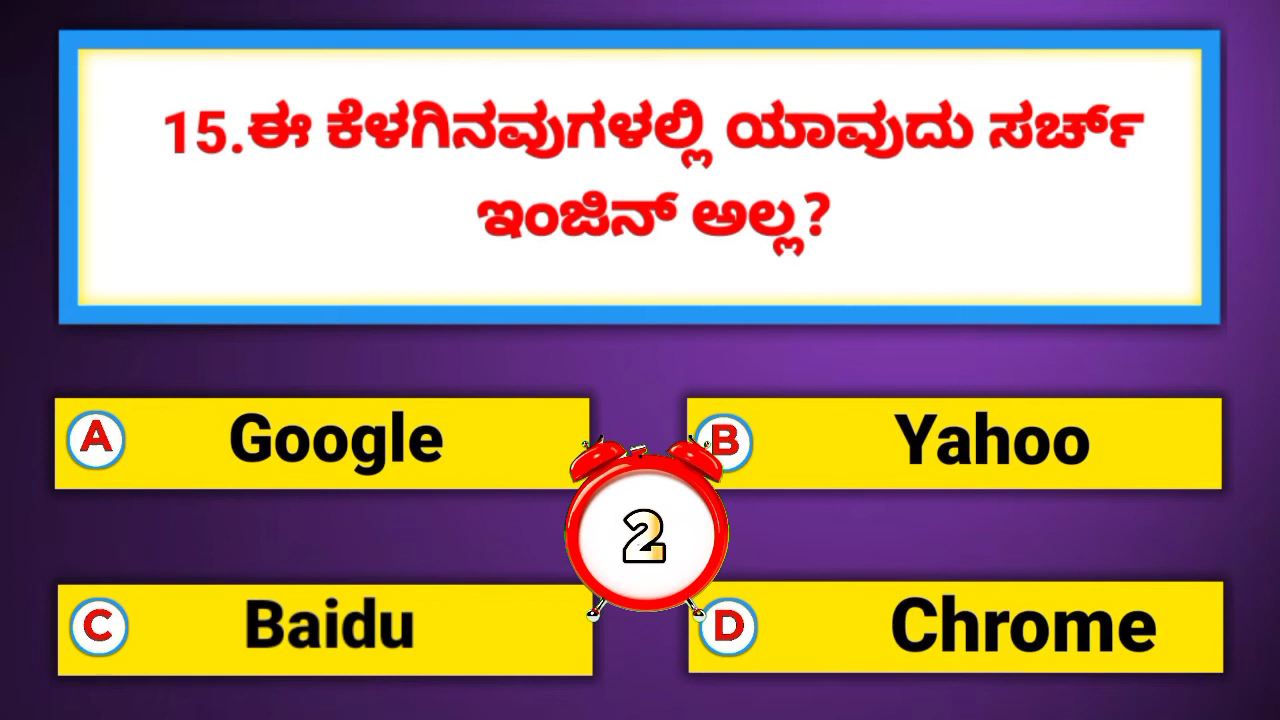 15.ಈ ಕೆಳಗಿನವುಗಳಲ್ಲಿ ಯಾವುದು ಸರ್ಚ್
ಇಂಜಿನ್ ಅಲ್ಲ?
A Google
B Yahoo
2
C Baidu
D Chrome